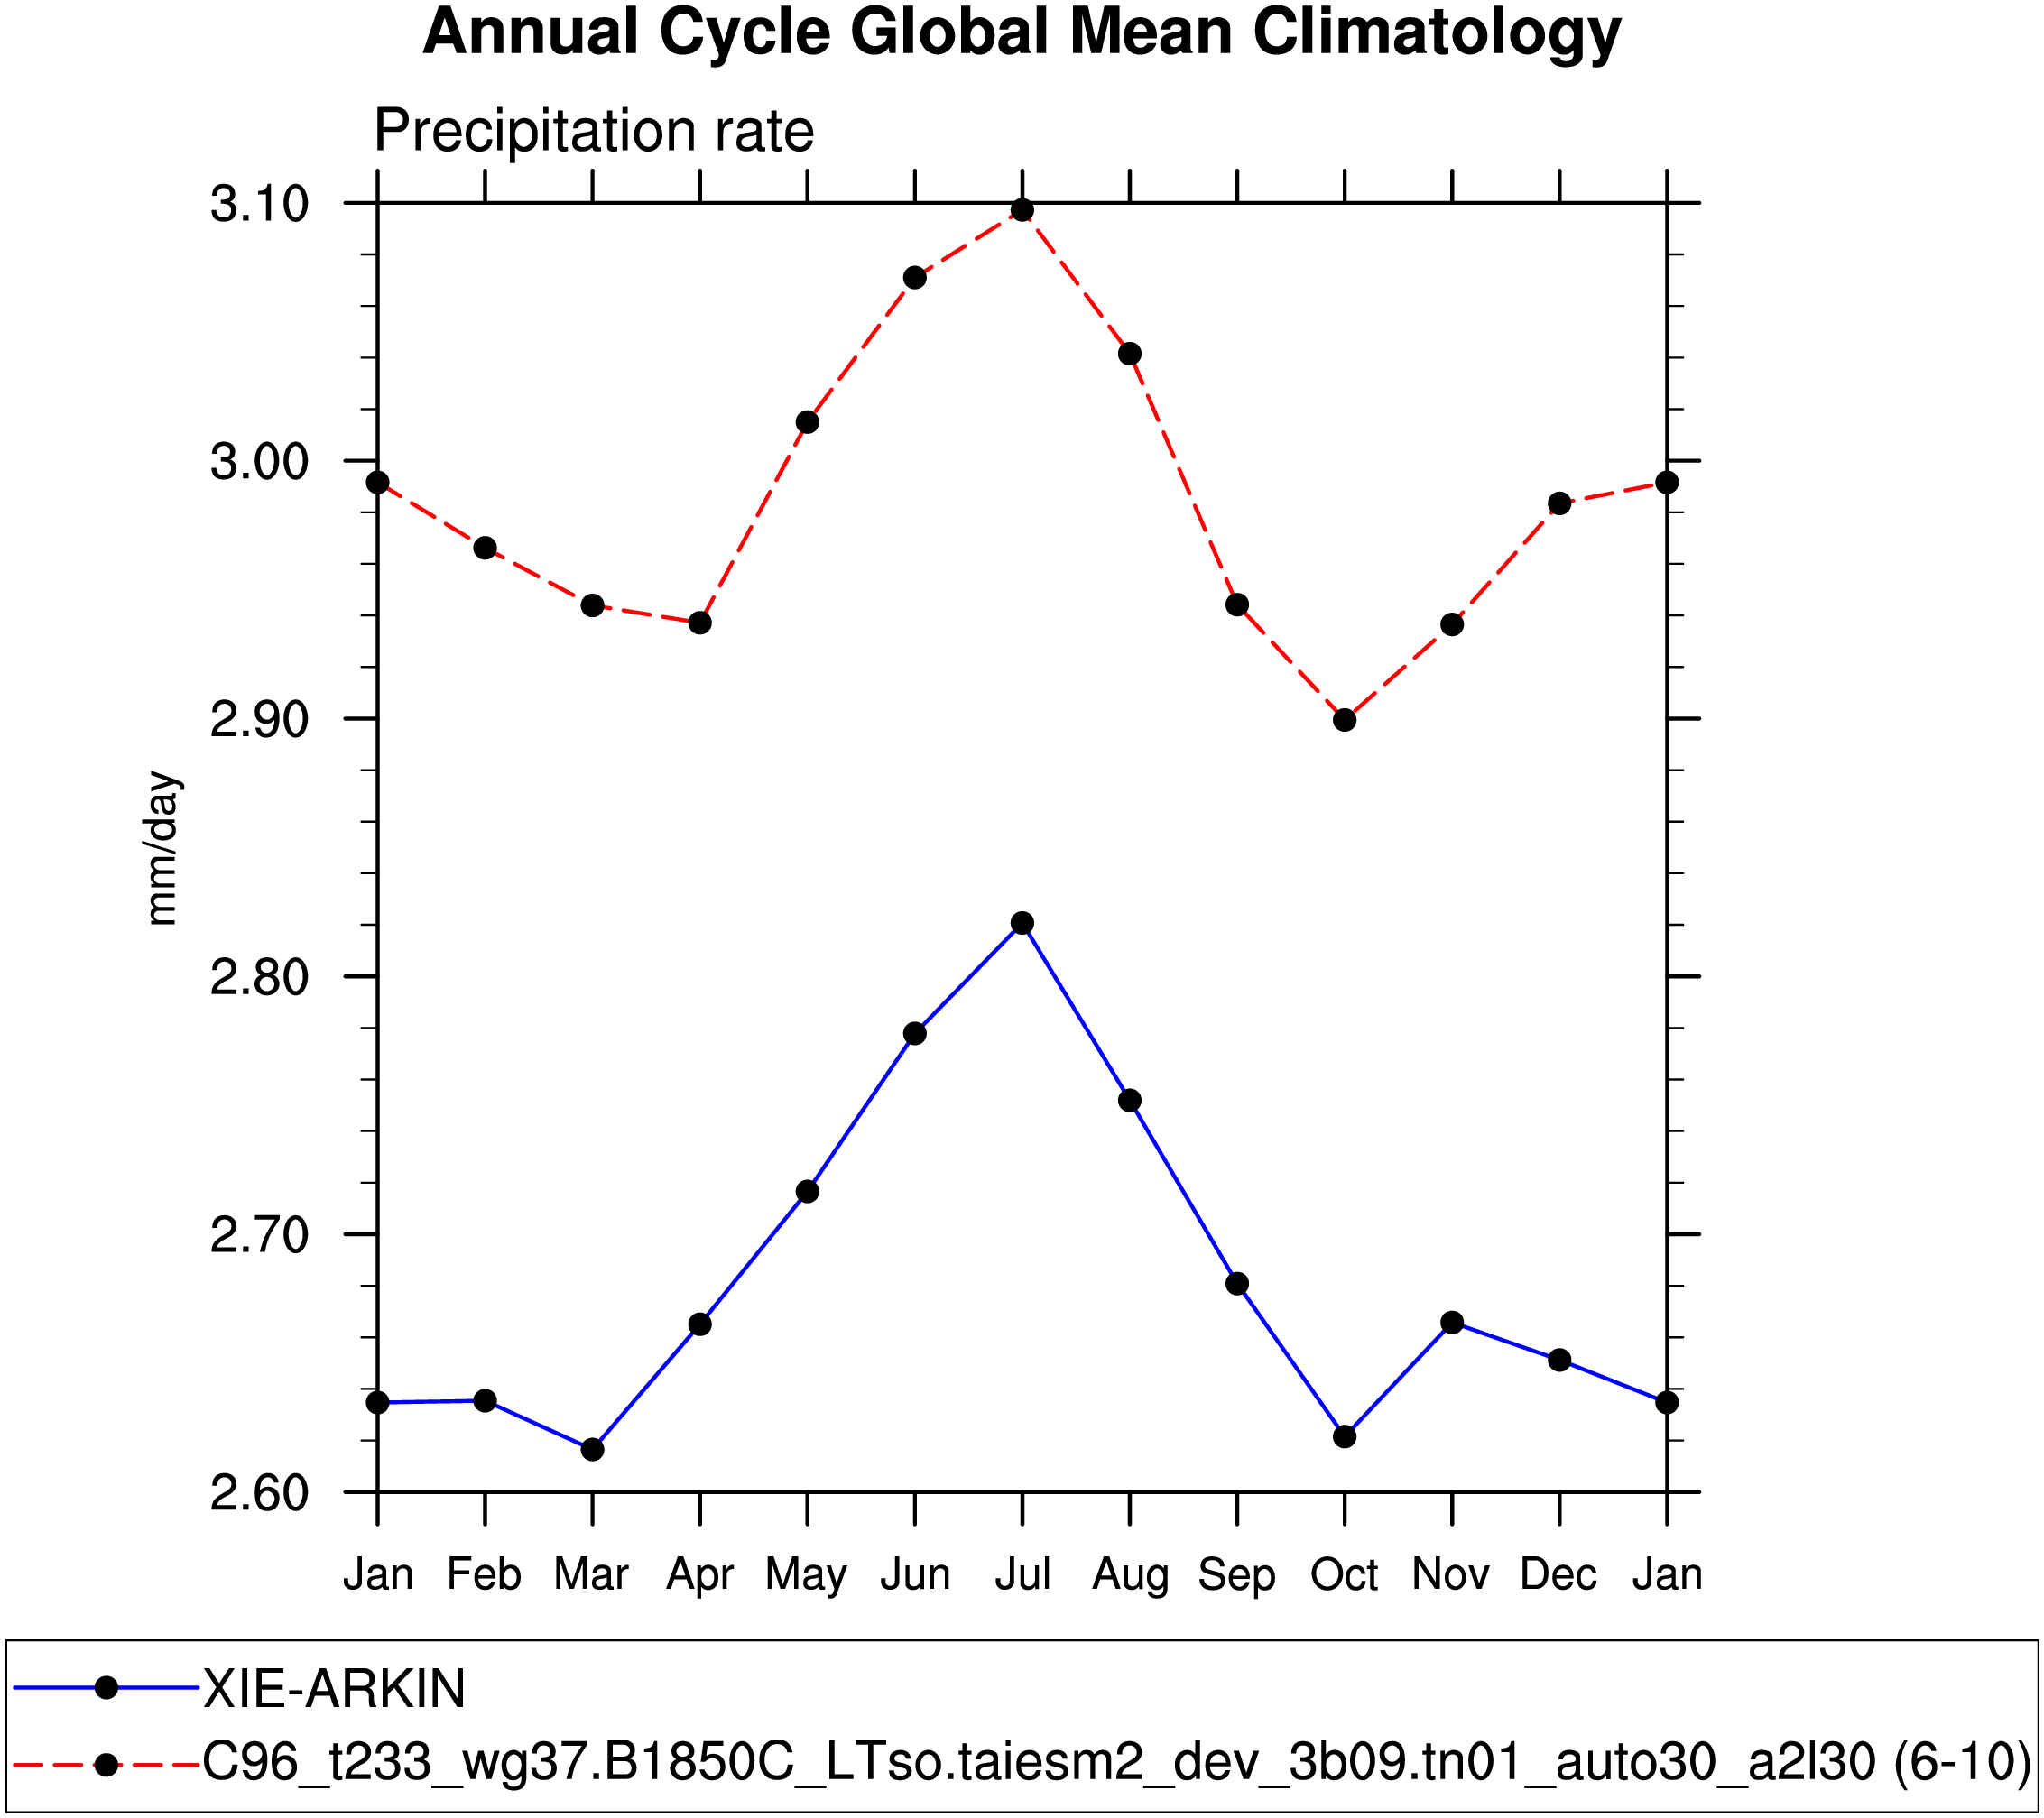 Annual Cycle Global Mean Climatology
Precipitation rate
3.10
3.00
2.90
mm/day
2.80
2.70
2.60
Jan Feb Mar Apr May Jun Jul Aug Sep Oct Nov Dec Jan
XIE-ARKIN
C96_t233_wg37.B1850C_LTso.taiesm2_dev_3b09.tn01_auto30_a2l30 (6-10)